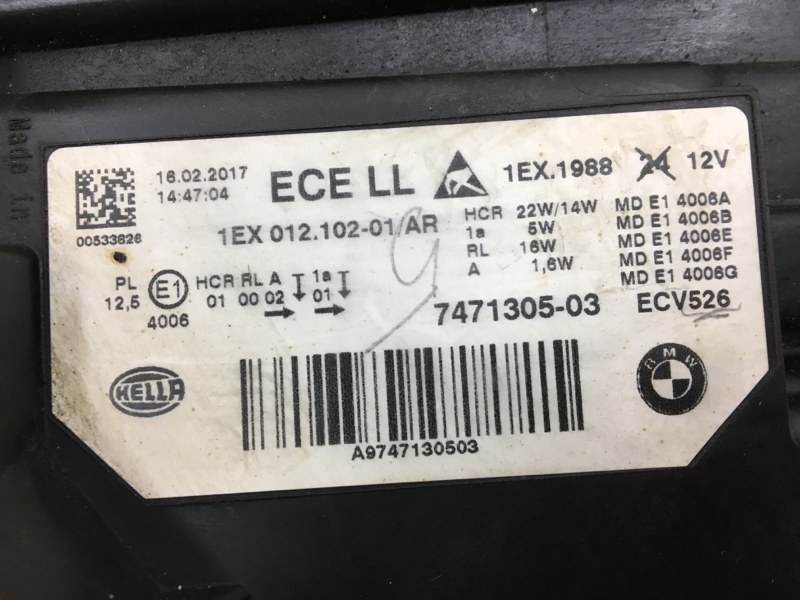 Made in
16.02.2017
14:47:04
00533826
ECE LL
1EX.1988 24 12V
1EX 012.102-01 AR
HCR 22W/14W
1a 5W
RL 16W
A 1,6W
MD E1 4006A
MD E1 4006B
MD E1 4006E
MD E1 4006F
MD E1 4006G
PL
12,5
E1
4006
HCR RL A 1a
01 00 02 01
7471305-03
ECV526
HELLA
BMW
A9747130503